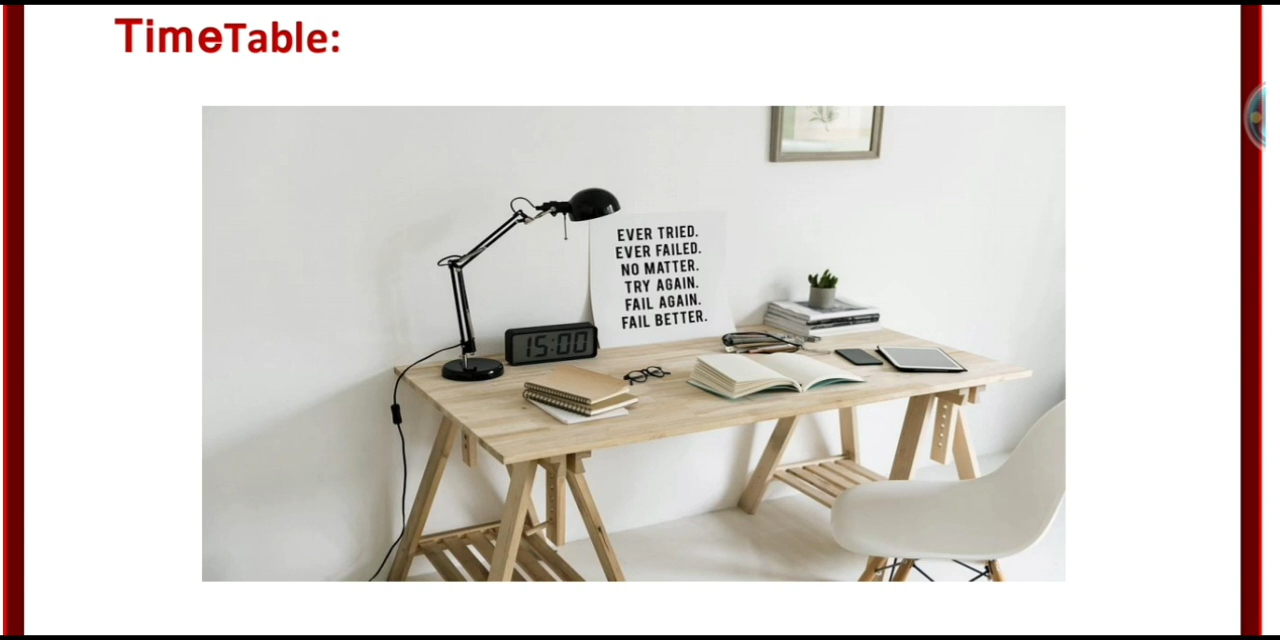 TimeTable:
EVER TRIED.
EVER FAILED.
NO MATTER.
TRY AGAIN.
FAIL AGAIN.
FAIL BETTER.
15:00